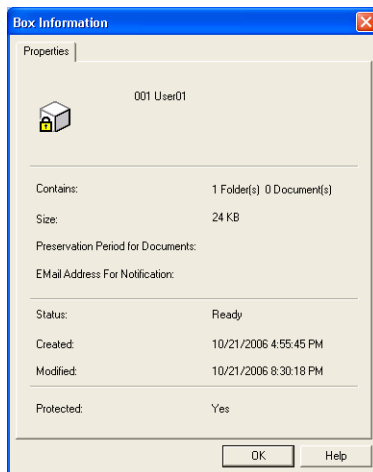 Box Information
Properties
001 User01
Contains: 1 Folder(s) 0 Document(s)
Size: 24 KB
Preservation Period for Documents:
EMail Address For Notification:
Status: Ready
Created: 10/21/2006 4:55:45 PM
Modified: 10/21/2006 8:30:18 PM
Protected: Yes
OK Help